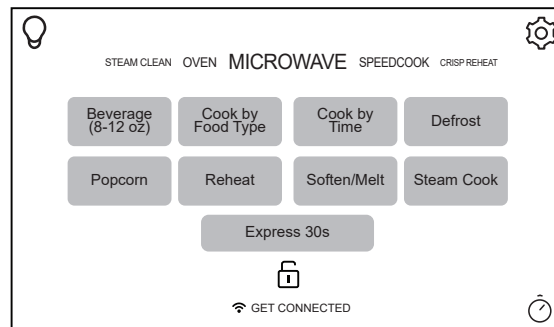 STEAM CLEAN OVEN MICROWAVE SPEEDCOOK CRISP REHEAT
Beverage
(8-12 oz)
Cook by
Food Type
Cook by
Time
Defrost
Popcorn
Reheat
Soften/Melt
Steam Cook
Express 30s
GET CONNECTED